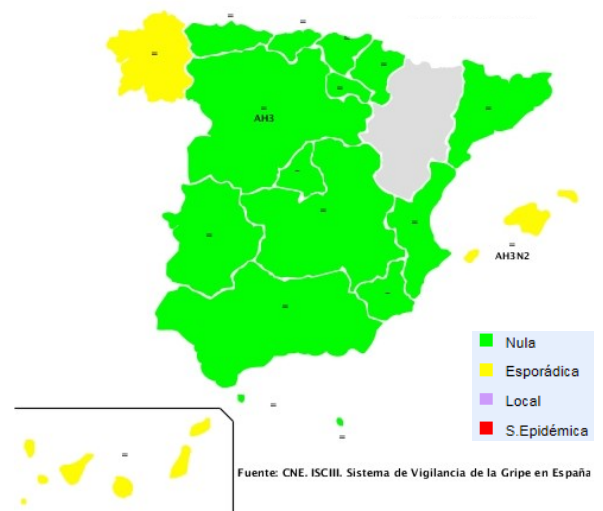 =
=
=
=
=
=
=
AH3
=
-
=
=
=
=
AH3N2
-
=
=
=
=
Nula
Esporádica
Local
S.Epidémica
Fuente: CNE. ISCIII. Sistema de Vigilancia de la Gripe en España